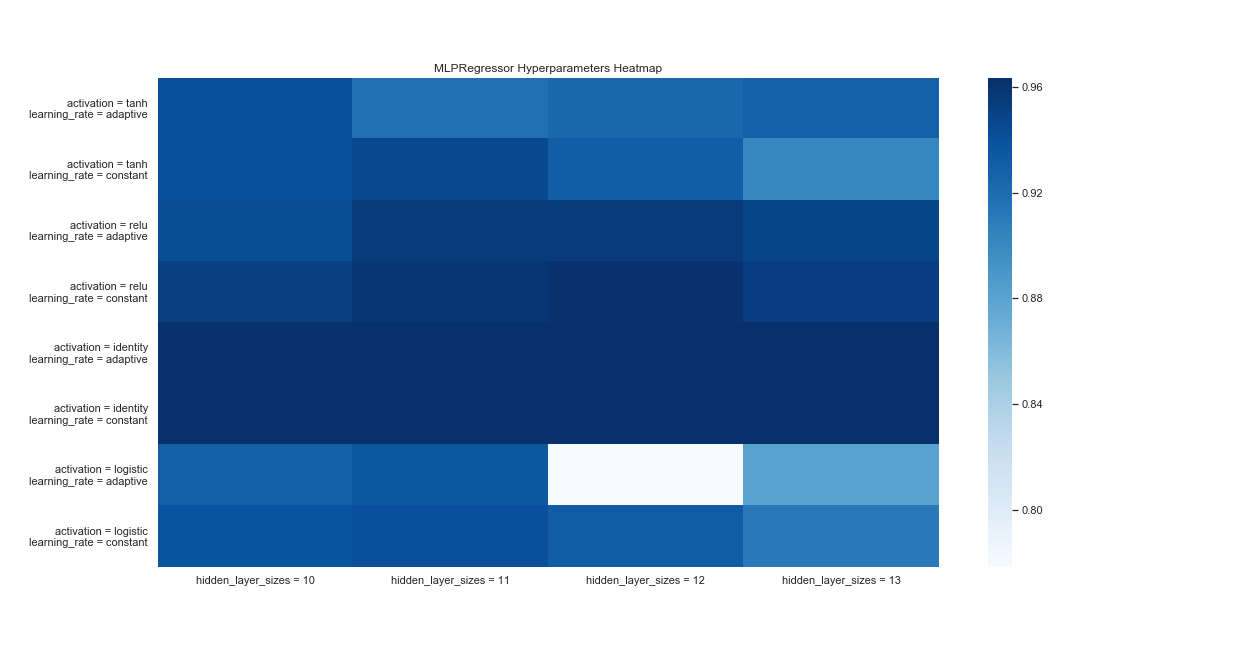 MLPRegressor Hyperparameters Heatmap
activation = tanh
learning_rate = adaptive
activation = tanh
learning_rate = constant
activation = relu
learning_rate = adaptive
activation = relu
learning_rate = constant
activation = identity
learning_rate = adaptive
activation = identity
learning_rate = constant
activation = logistic
learning_rate = adaptive
activation = logistic
learning_rate = constant
hidden_layer_sizes = 10
hidden_layer_sizes = 11
hidden_layer_sizes = 12
hidden_layer_sizes = 13
0.96
0.92
0.88
0.84
0.80